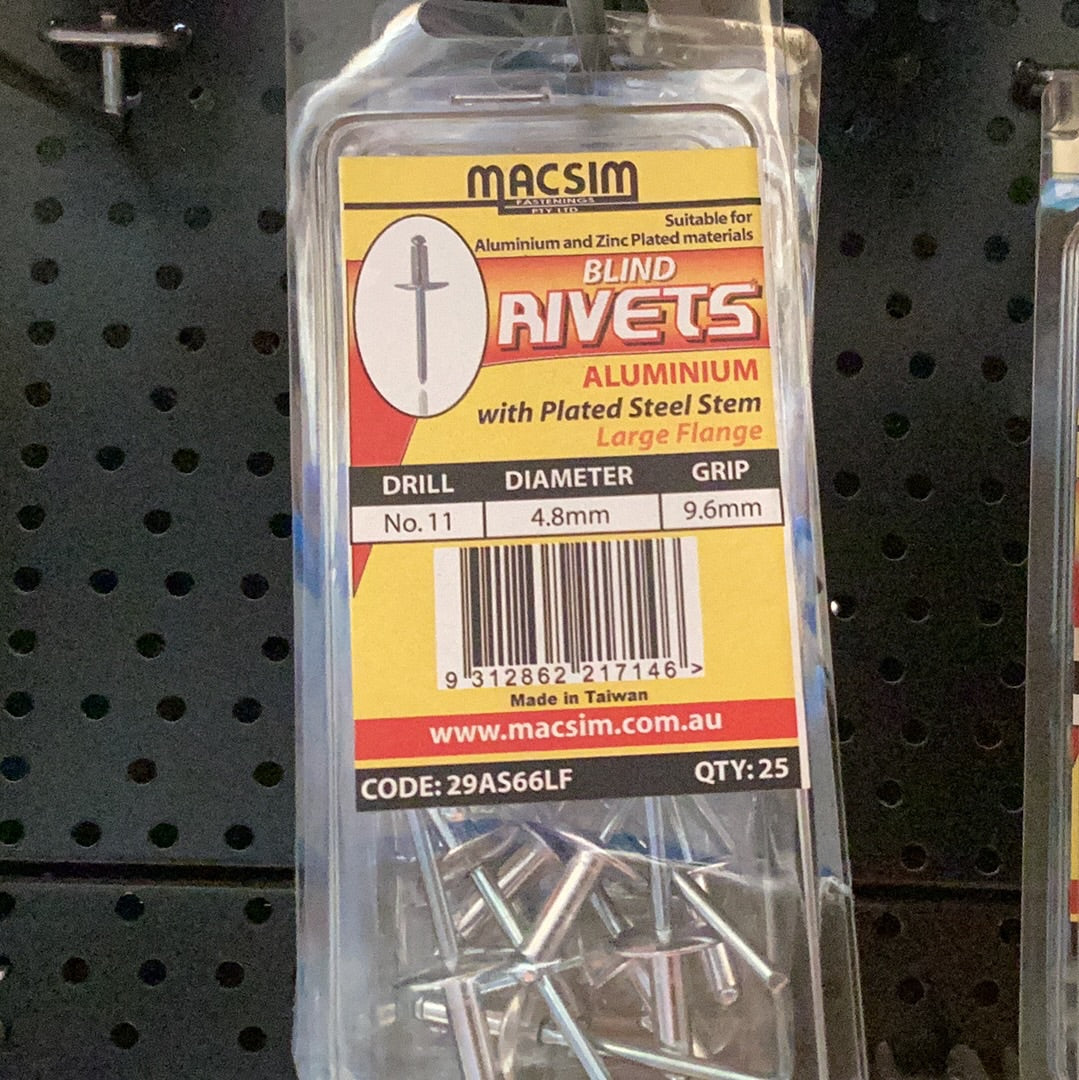 MACSIM
FASTENINGS
PTY LTD
Suitable for
Aluminium and Zinc Plated materials
BLIND
RIVETS
ALUMINIUM
with Plated Steel Stem
Large Flange
DRILL DIAMETER GRIP
No. 11 4.8mm 9.6mm
9 312862 217146 >
Made in Taiwan
www.macsim.com.au
CODE: 29AS66LF QTY: 25